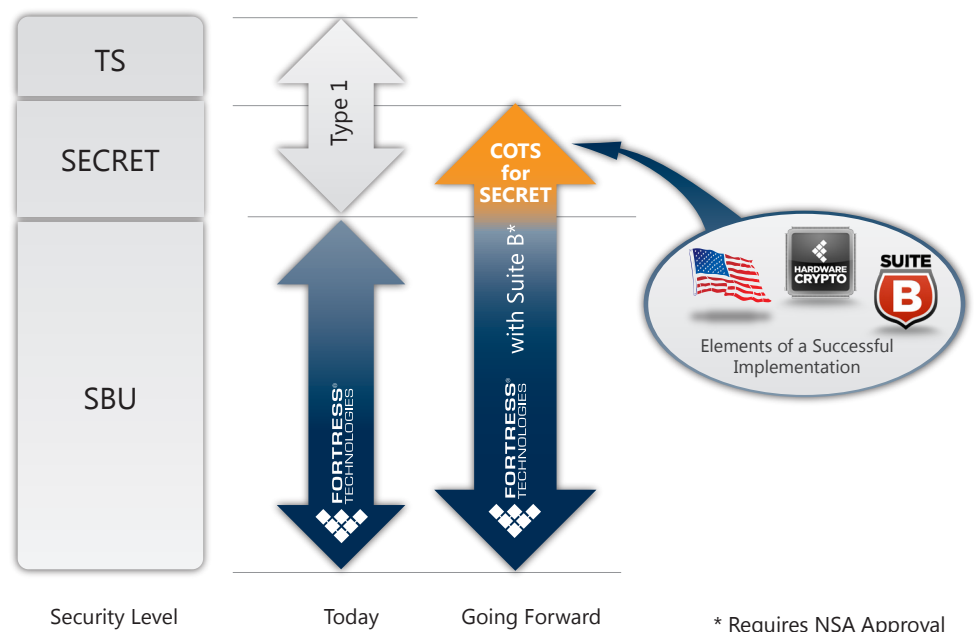 TS
SECRET
SBU
Type 1
FORTRESS®
TECHNOLOGIES
COTS
for
SECRET
with Suite B*
FORTRESS®
TECHNOLOGIES
HARDWARE
CRYPTO
SUITE
B
Elements of a Successful
Implementation
Security Level
Today
Going Forward
* Requires NSA Approval